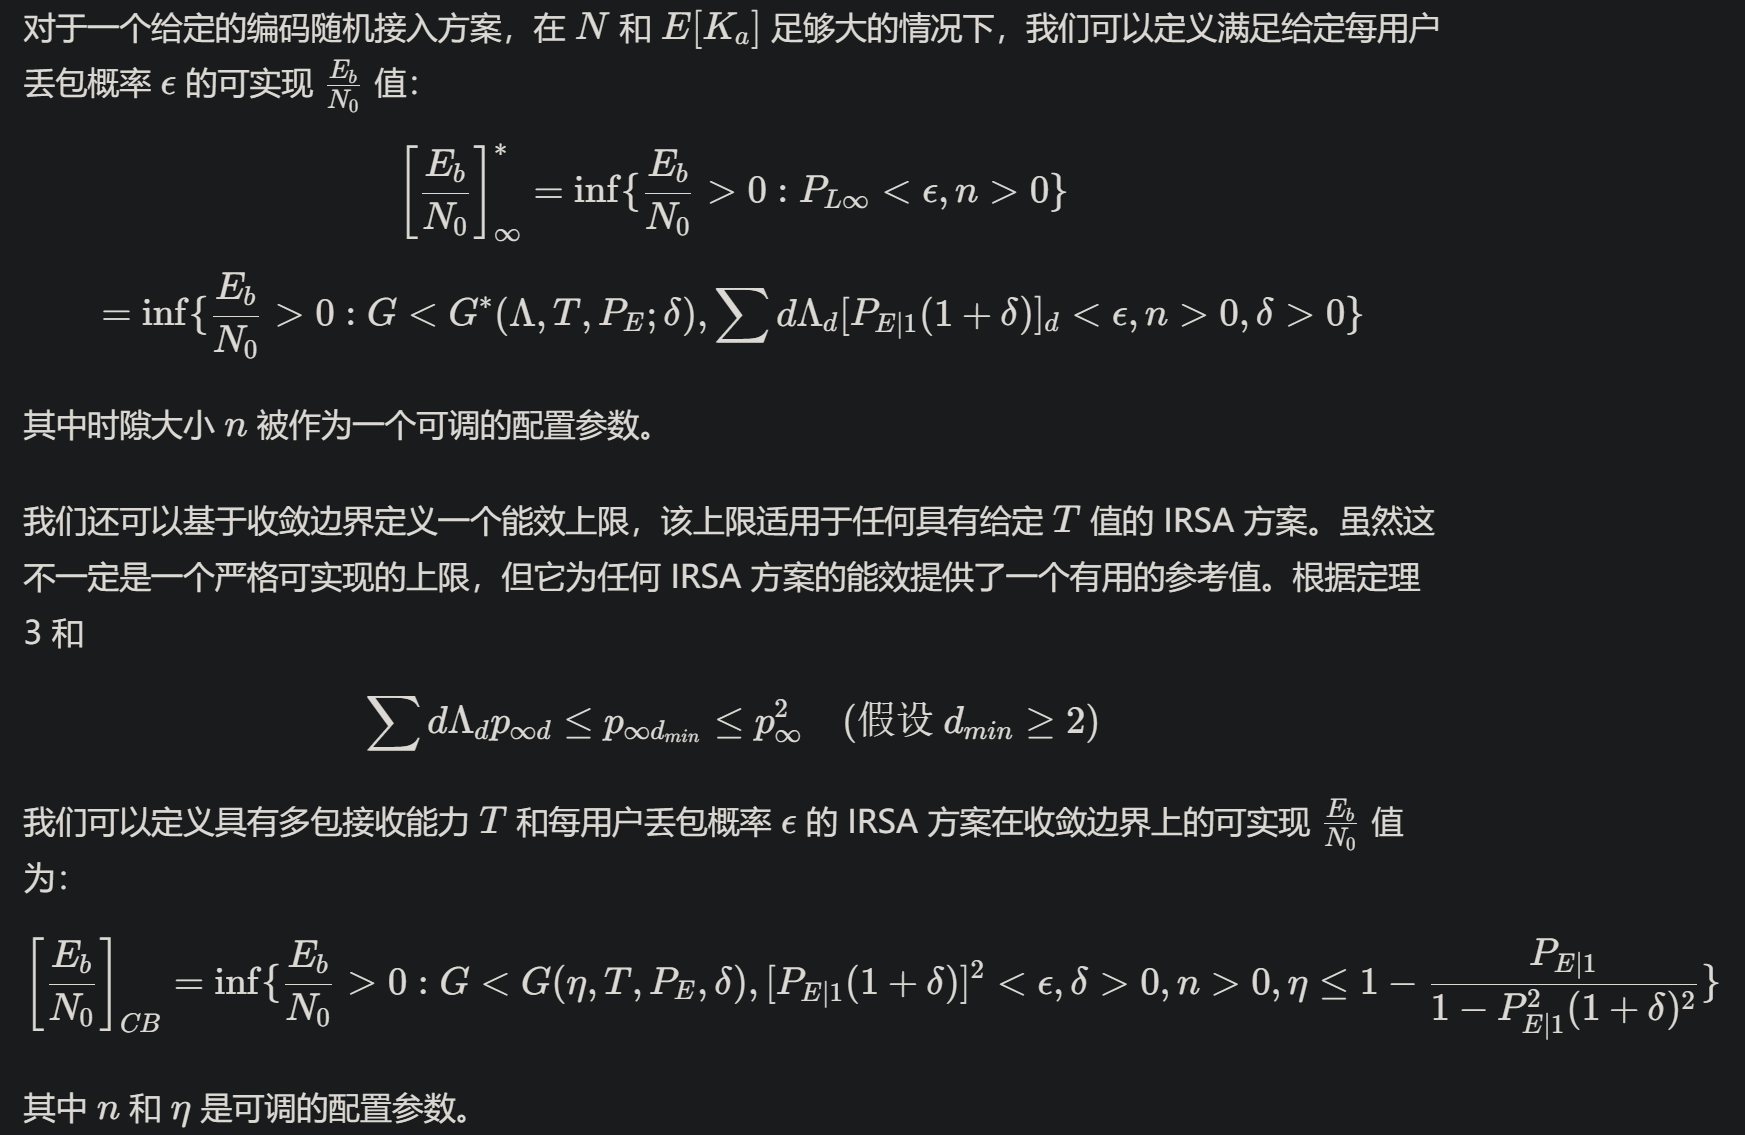 对于一个给定的编码随机接入方案，在 $N$ 和 $E[K_a]$ 足够大的情况下，我们可以定义满足给定每用户
丢包概率 $\epsilon$ 的可实现 $\frac{E_b}{N_0}$ 值：
$\left[\frac{E_b}{N_0}\right]^*_\infty = \inf\{\frac{E_b}{N_0} > 0 : P_{L\infty} < \epsilon, n > 0\}$
$= \inf\{\frac{E_b}{N_0} > 0 : G < G^*(\Lambda, T, P_E; \delta), \sum d\Lambda_d [P_{E|1}(1+\delta)]_d < \epsilon, n > 0, \delta > 0\}$
其中时隙大小 $n$ 被作为一个可调的配置参数。
我们还可以基于收敛边界定义一个能效上限，该上限适用于任何具有给定 $T$ 值的 IRSA 方案。虽然这
不一定是一个严格可实现的上限，但它为任何 IRSA 方案的能效提供了一个有用的参考值。根据定理
3 和
$\sum d\Lambda_d p_{\infty d} \leq p_{\infty d_{min}} \leq p_\infty^2 \quad (假设 d_{min} \geq 2)$
我们可以定义具有多包接收能力 $T$ 和每用户丢包概率 $\epsilon$ 的 IRSA 方案在收敛边界上的可实现 $\frac{E_b}{N_0}$ 值
为：
$\left[\frac{E_b}{N_0}\right]_{CB} = \inf\{\frac{E_b}{N_0} > 0 : G < G(\eta, T, P_E, \delta), [P_{E|1}(1+\delta)]^2 < \epsilon, \delta > 0, n > 0, \eta \leq 1 - \frac{P_{E|1}}{1 - P_{E|1}^2(1+\delta)^2}\}$
其中 $n$ 和 $\eta$ 是可调的配置参数。